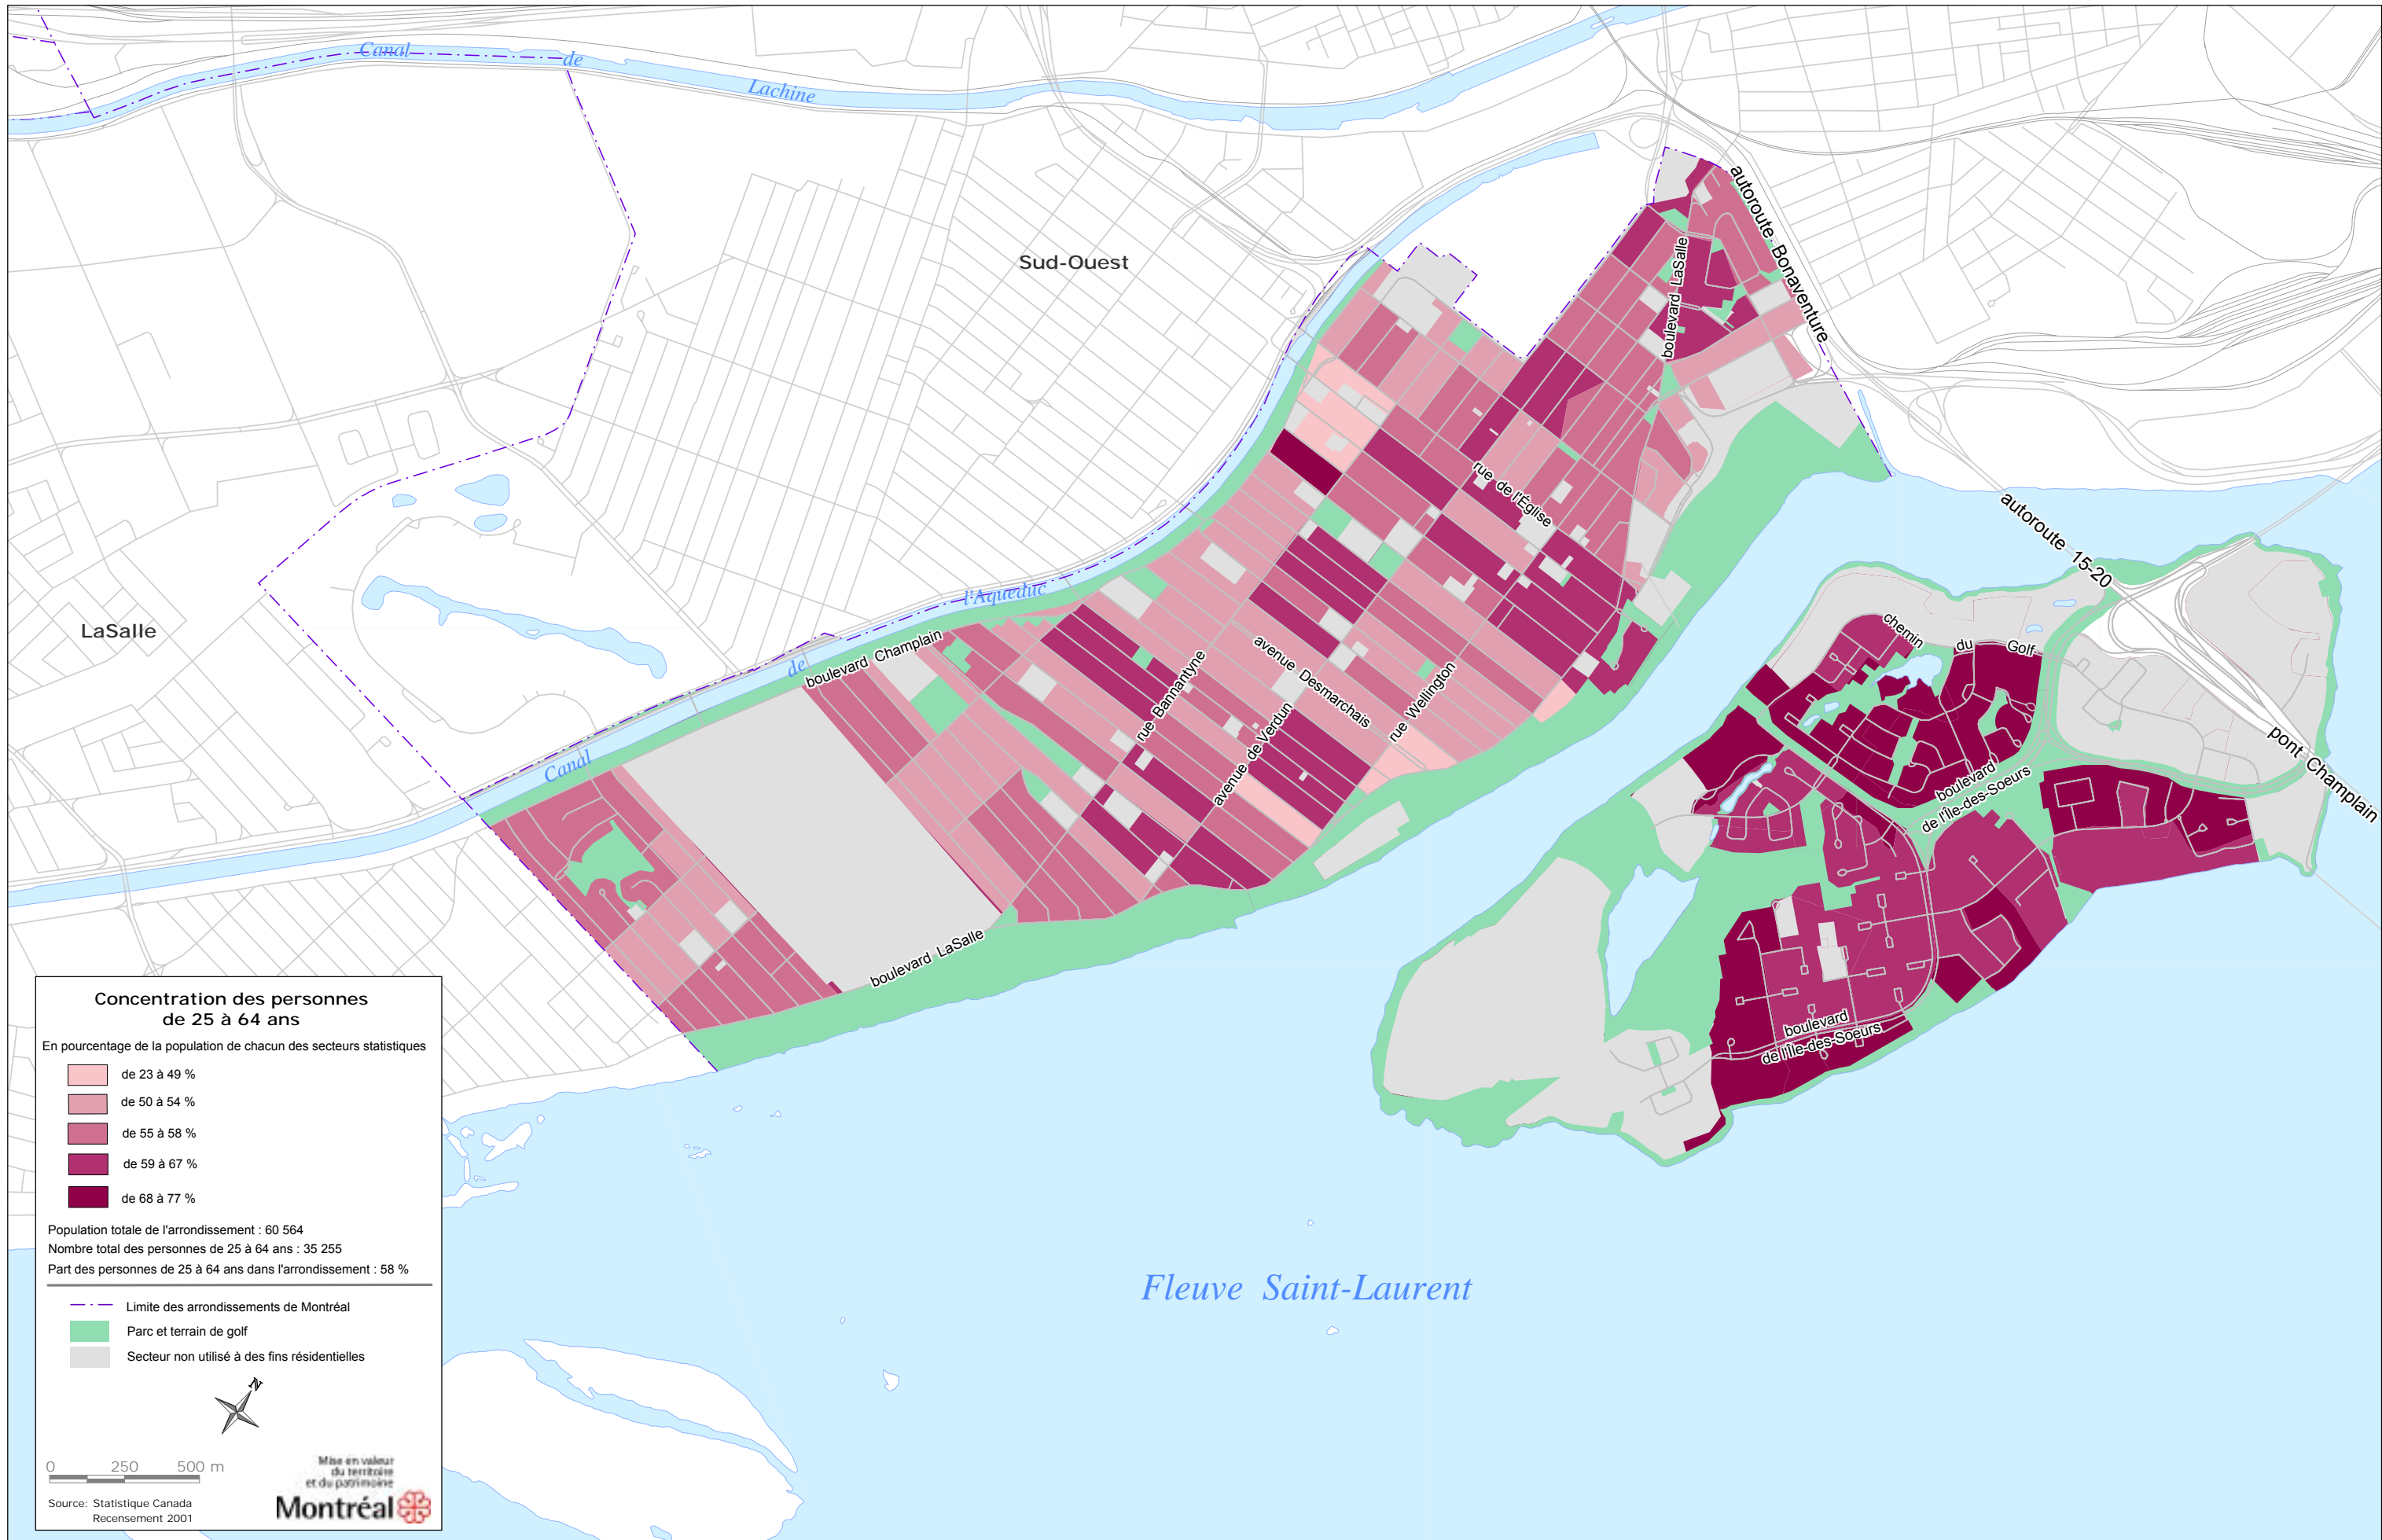 Canal de Lachine
Sud-Ouest
LaSalle
autoroute Bonaventure
boulevard LaSalle
rue de l'Église
autoroute 15-20
chemin du Golf
pont Champlain
boulevard
de l'Île-des-Soeurs
Canal de l'Aqueduc
boulevard Champlain
rue Bannantyne
avenue de Verdun
avenue Desmarchais
rue Wellington
boulevard LaSalle
boulevard
de l'Île-des-Soeurs
Fleuve Saint-Laurent
Concentration des personnes
de 25 à 64 ans
En pourcentage de la population de chacun des secteurs statistiques
de 23 à 49 %
de 50 à 54 %
de 55 à 58 %
de 59 à 67 %
de 68 à 77 %
Population totale de l'arrondissement : 60 564
Nombre total des personnes de 25 à 64 ans : 35 255
Part des personnes de 25 à 64 ans dans l'arrondissement : 58 %
Limite des arrondissements de Montréal
Parc et terrain de golf
Secteur non utilisé à des fins résidentielles
N
0 250 500 m
Source: Statistique Canada
Recensement 2001
Mise en valeur
du territoire
et du patrimoine
Montréal